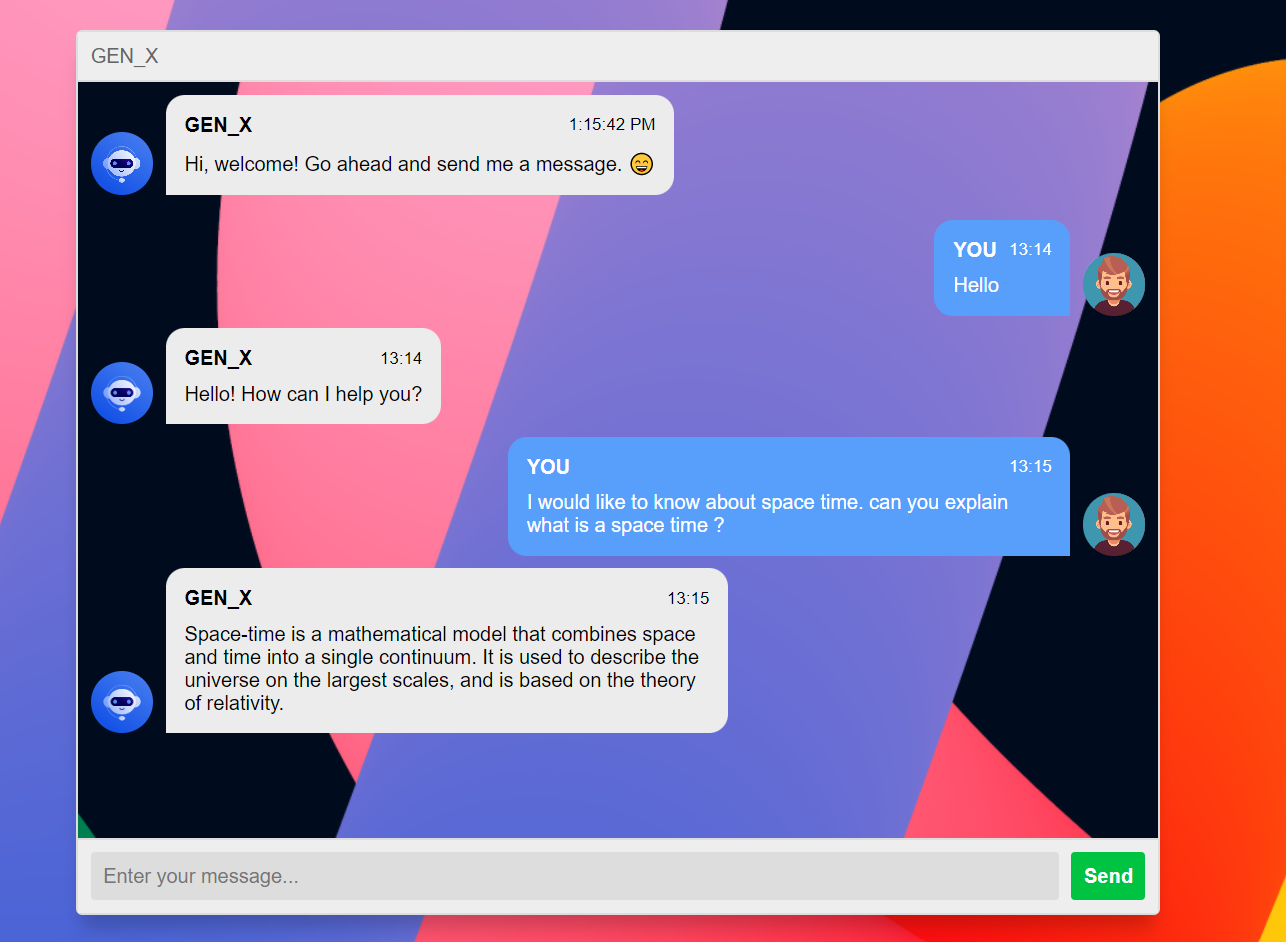 GEN_X
GEN_X 1:15:42 PM
Hi, welcome! Go ahead and send me a message. 😄
YOU 13:14
Hello
GEN_X 13:14
Hello! How can I help you?
YOU 13:15
I would like to know about space time. can you explain
what is a space time ?
GEN_X 13:15
Space-time is a mathematical model that combines space
and time into a single continuum. It is used to describe the
universe on the largest scales, and is based on the theory
of relativity.
Enter your message...
Send